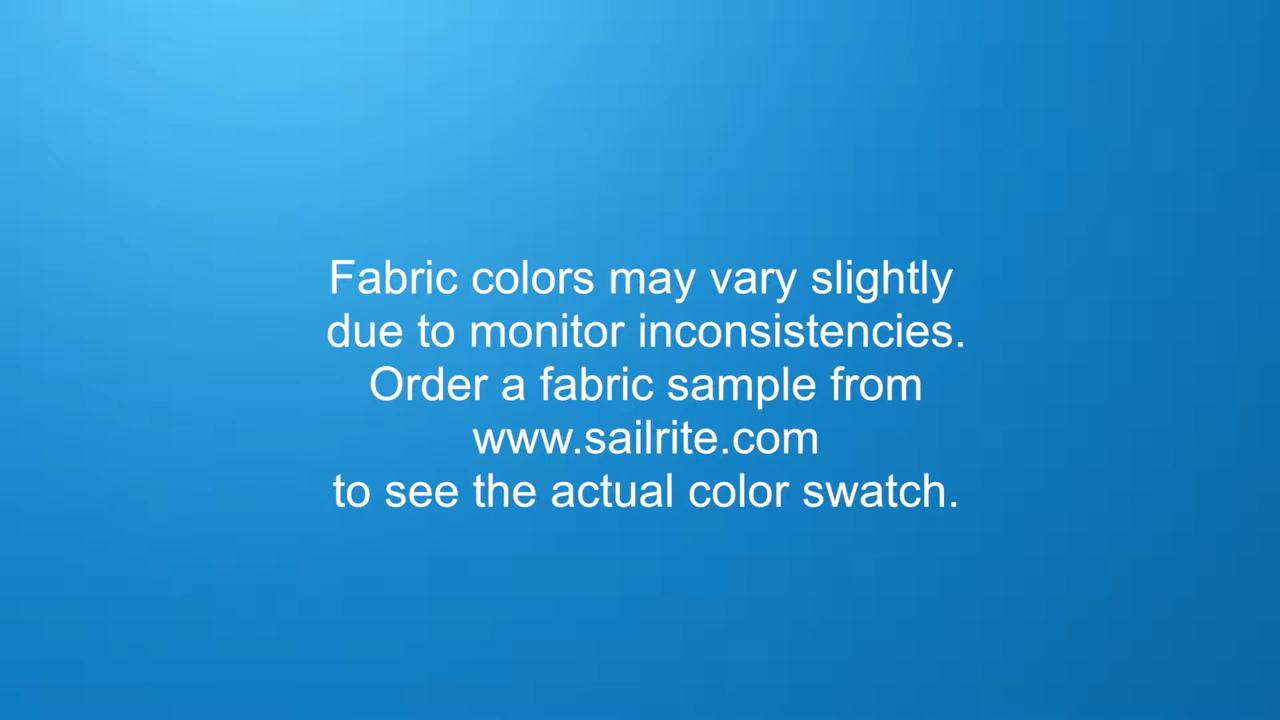 Fabric colors may vary slightly
due to monitor inconsistencies.
Order a fabric sample from
www.sailrite.com
to see the actual color swatch.